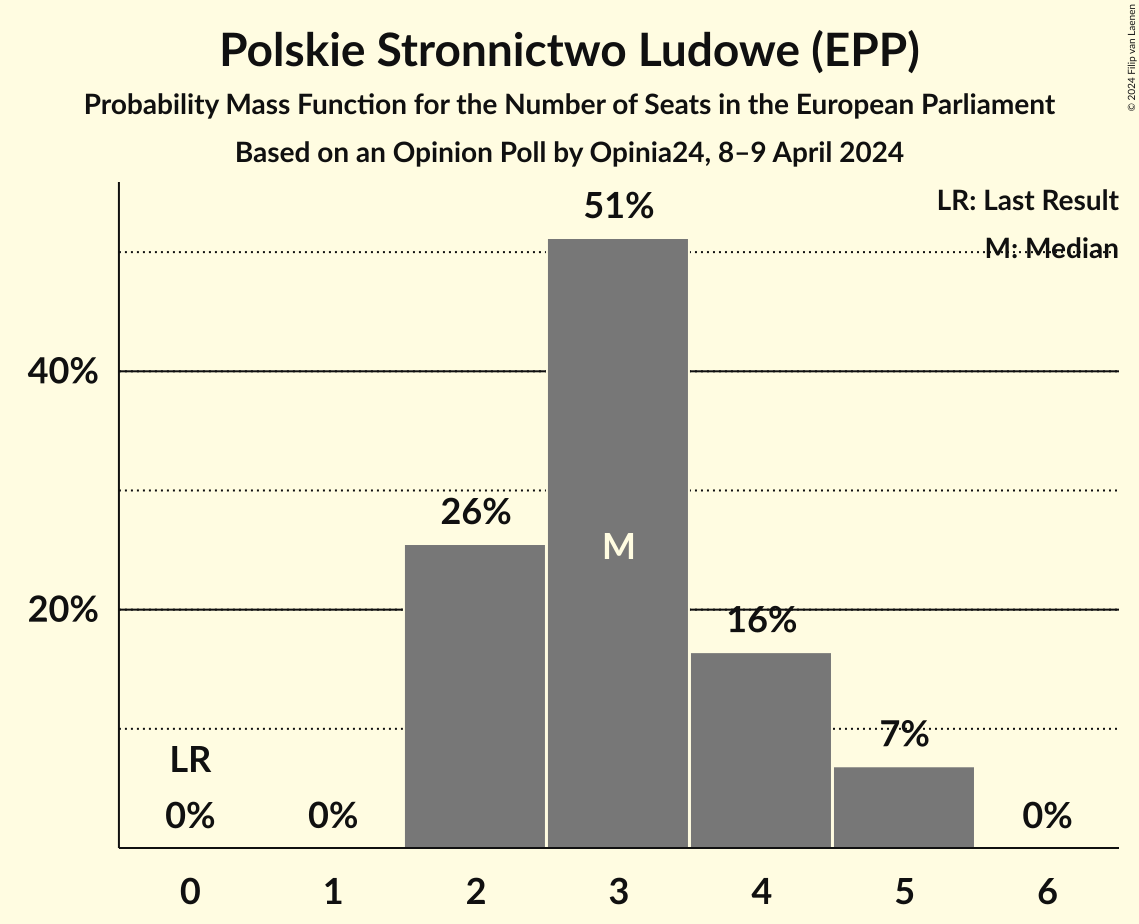 Polskie Stronnictwo Ludowe (EPP)
Probability Mass Function for the Number of Seats in the European Parliament
Based on an Opinion Poll by Opinia24, 8–9 April 2024
© 2024 Filip van Laenen
LR: Last Result
M: Median
51%
40%
26%
M
20%
16%
7%
LR
0%
0%
0%
0 1 2 3 4 5 6